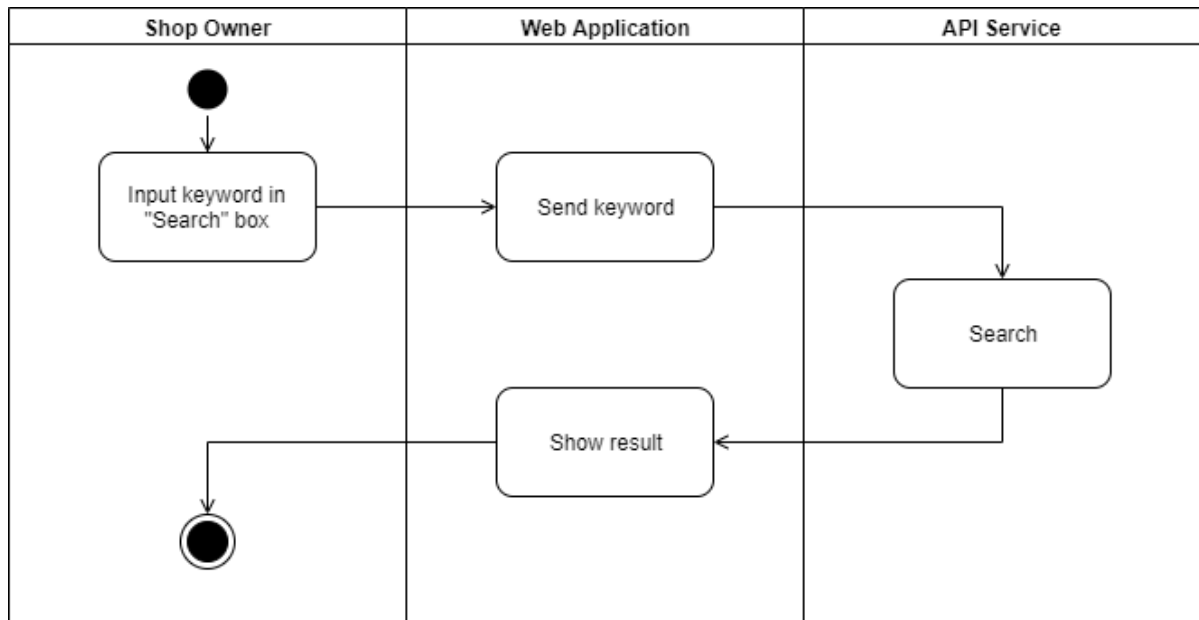 Shop Owner
Web Application
API Service
Input keyword in
"Search" box
Send keyword
Search
Show result